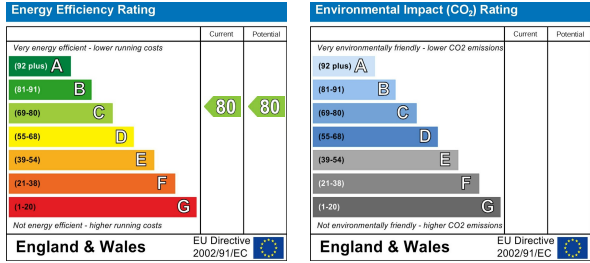 Energy Efficiency Rating
Current Potential
Very energy efficient - lower running costs
(92 plus) A
(81-91) B
(69-80) C
80 80
(55-68) D
(39-54) E
(21-38) F
(1-20) G
Not energy efficient - higher running costs
England & Wales
EU Directive
2002/91/EC
Environmental Impact (CO₂) Rating
Current Potential
Very environmentally friendly - lower CO2 emissions
(92 plus) A
(81-91) B
(69-80) C
(55-68) D
(39-54) E
(21-38) F
(1-20) G
Not environmentally friendly - higher CO2 emissions
England & Wales
EU Directive
2002/91/EC